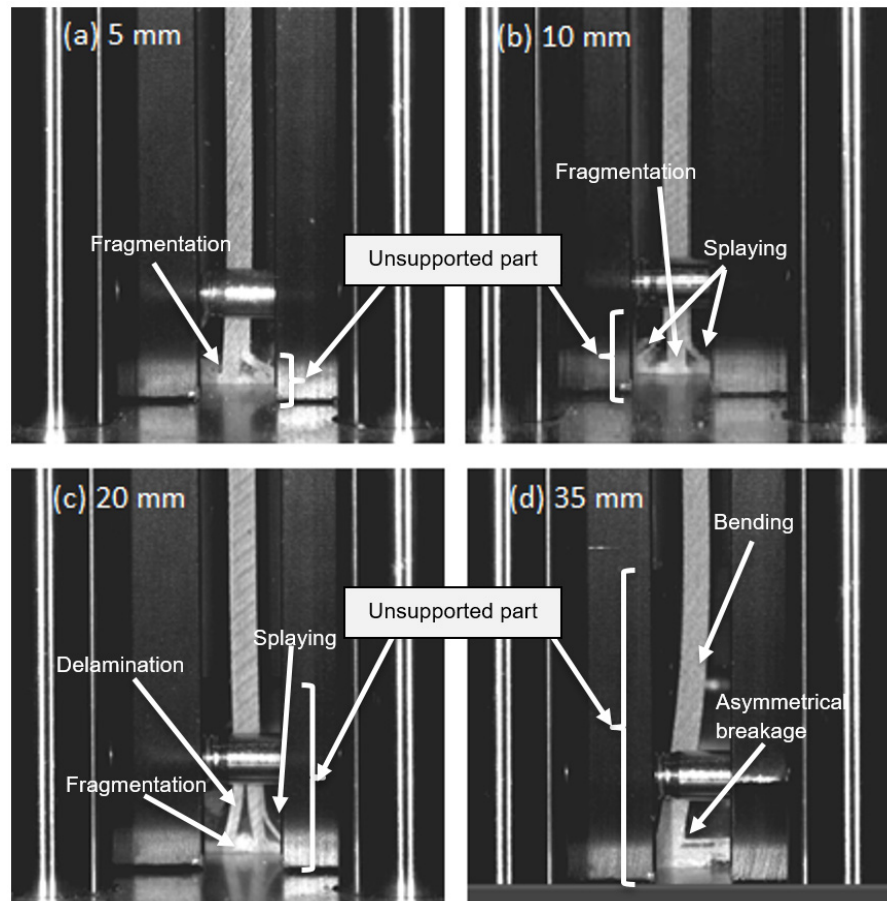 (a) 5 mm
(b) 10 mm
Fragmentation
Fragmentation
Unsupported part
Splaying
(c) 20 mm
(d) 35 mm
Bending
Unsupported part
Splaying
Delamination
Asymmetrical
breakage
Fragmentation